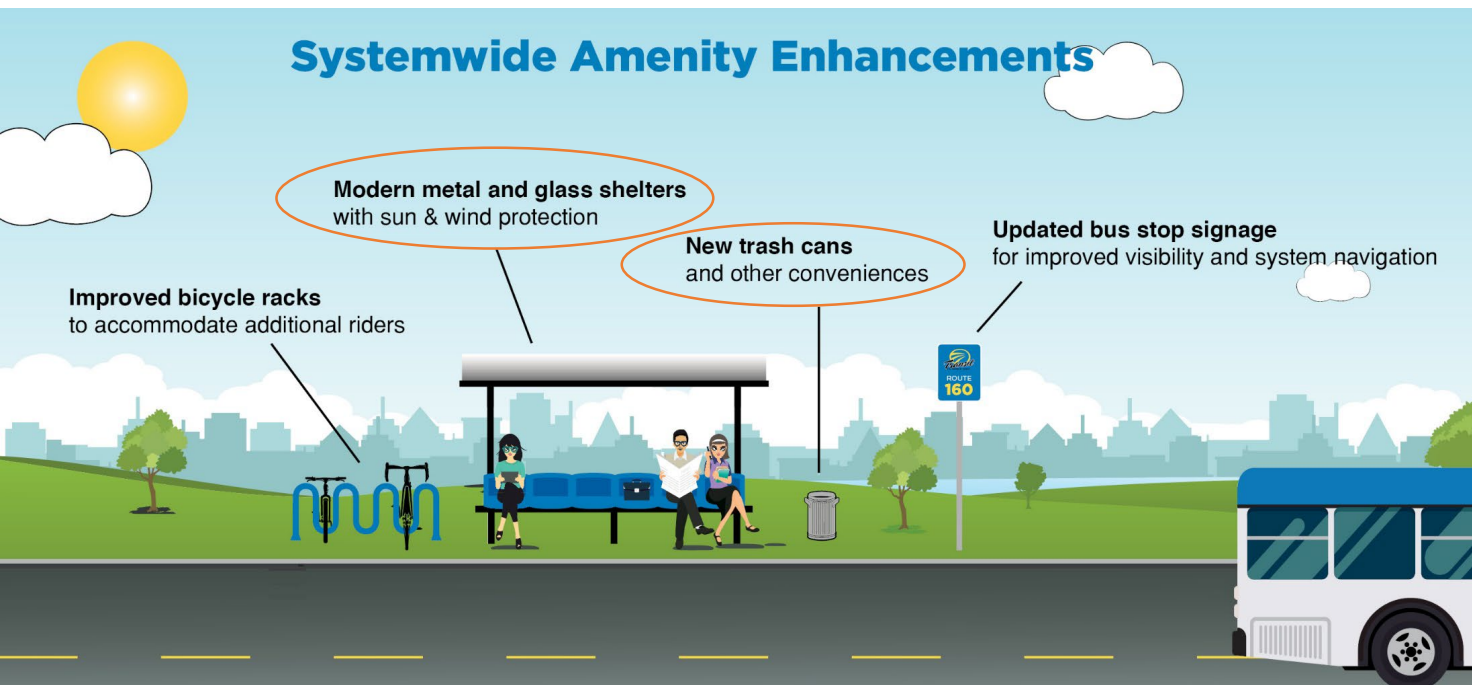 Systemwide Amenity Enhancements
Modern metal and glass shelters
with sun & wind protection
New trash cans
and other conveniences
Updated bus stop signage
for improved visibility and system navigation
Improved bicycle racks
to accommodate additional riders
ROUTE
160